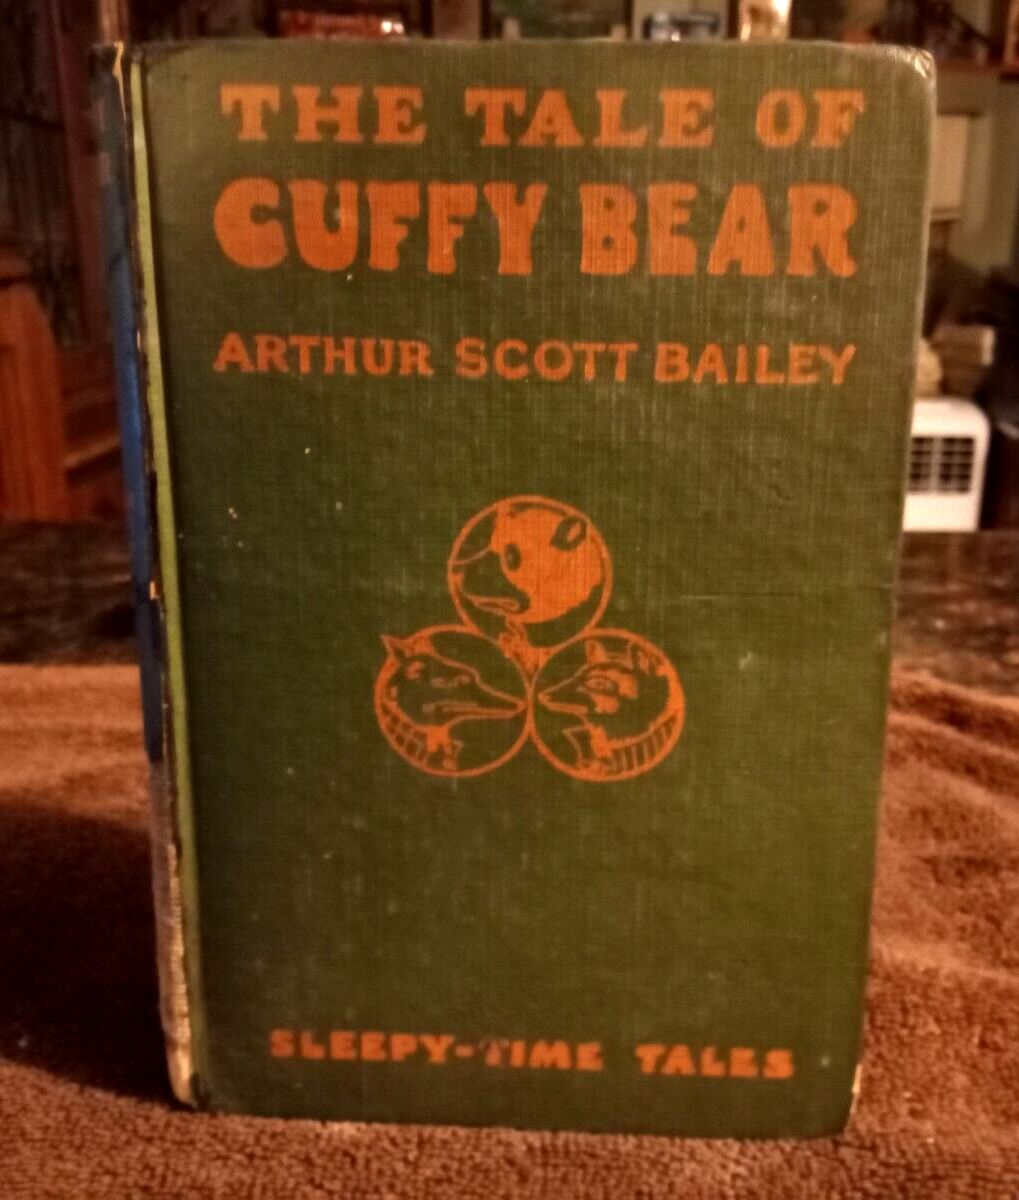 THE TALE OF
CUFFY BEAR
ARTHUR SCOTT BAILEY
SLEEPY-TIME TALES